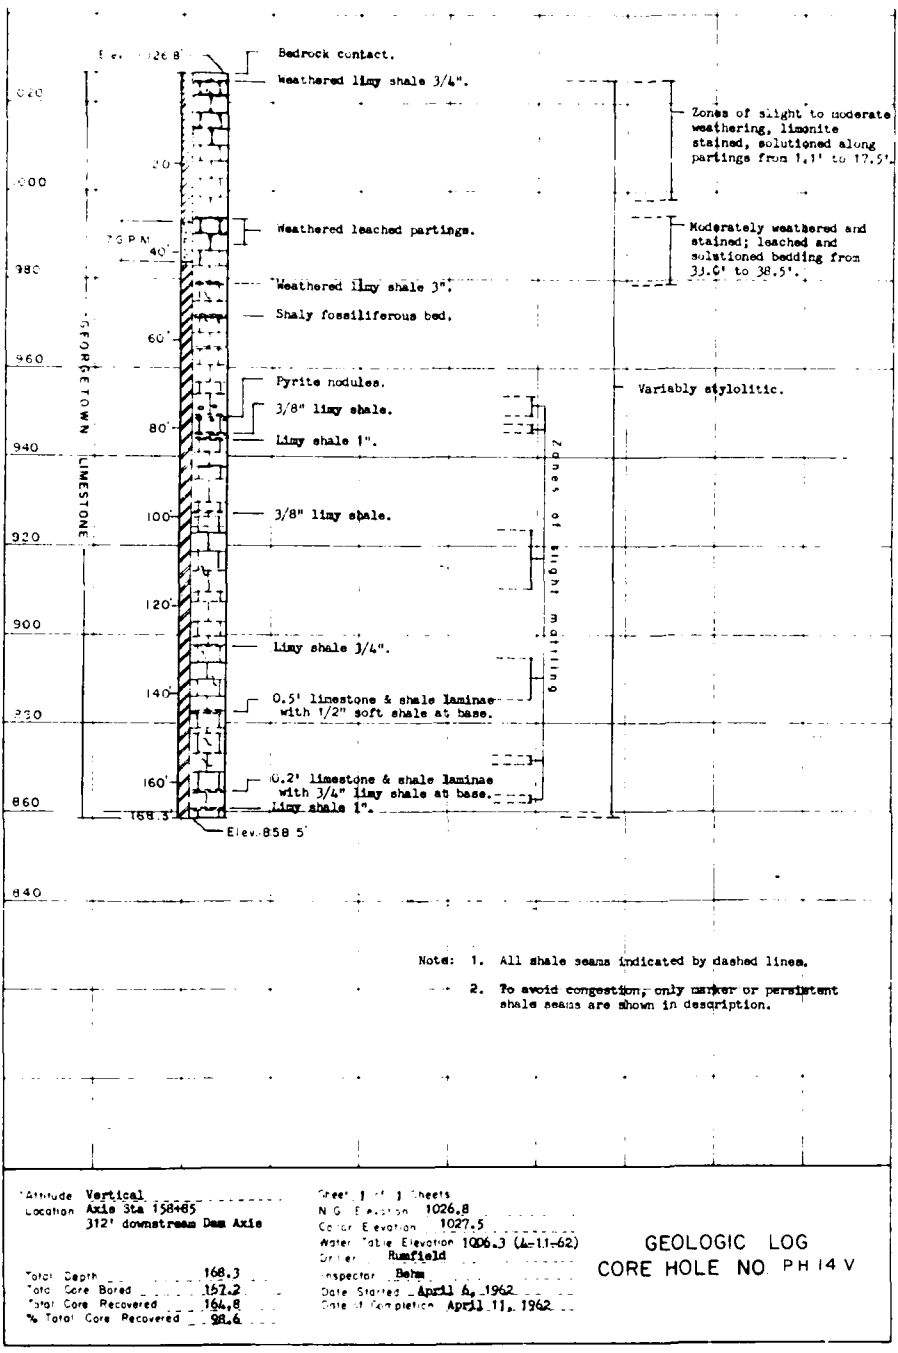 Bedrock contact.
Weathered limy shale 3/4".
020
Zones of slight to moderate
weathering, limonite
stained, solutioned along
partings from 1.1' to 17.5'.
20
000
Weathered leached partings.
7 G P M
40'
Moderately weathered and
stained; leached and
solutioned bedding from
33.0' to 38.5'.
980
Weathered limy shale 3".
Shaly fossiliferous bed.
GEORGETOWN LIMESTONE
60'
960
Pyrite nodules.
Variably stylolitic.
3/8" limy shale.
80'
Limy shale 1".
940
Zones of slight mottling
3/8" limy shale.
100'
920
120'
900
Limy shale 3/4".
140'
0.5' limestone & shale laminae
with 1/2" soft shale at base.
160'
0.2' limestone & shale laminae
with 3/4" limy shale at base.
860
Limy shale 1".
168.3'
Elev. 858.5'
840
Note: 1. All shale seams indicated by dashed lines.
2. To avoid congestion, only marker or persistent
shale seams are shown in description.
Attitude Vertical
Location Axis Sta 158+85
312' downstream Dam Axis
Total Depth 168.3
Total Core Bored 167.2
Total Core Recovered 164.8
% Total Core Recovered 98.6
Sheet 1 of 1 Sheets
N G Elevation 1026.8
Collar Elevation 1027.5
Water Table Elevation 1006.3 (4-11-62)
Driller Rumfield
Inspector Behm
Date Started April 6, 1962
Date of Completion April 11, 1962
GEOLOGIC LOG
CORE HOLE NO. PH 14 V